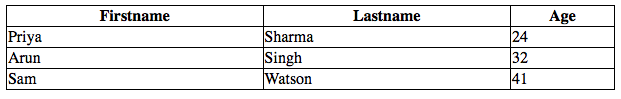 Firstname Lastname Age
Priya Sharma 24
Arun Singh 32
Sam Watson 41